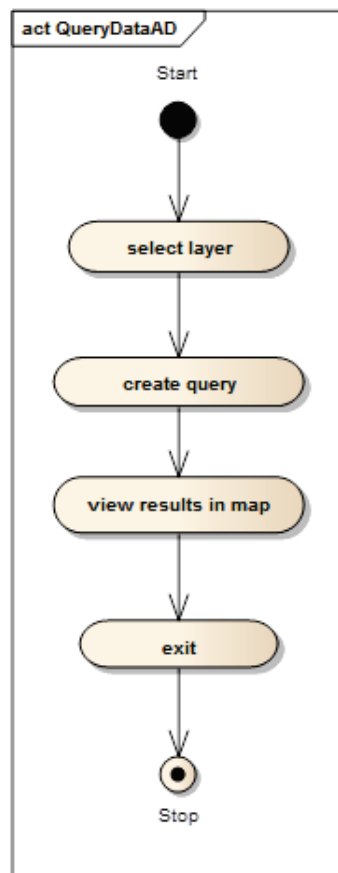 act QueryDataAD
Start
select layer
create query
view results in map
exit
Stop